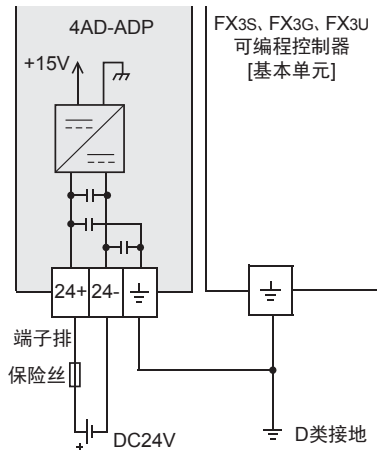 4AD-ADP
FX3S、FX3G、FX3U
可编程控制器
[基本单元]
+15V
24+
24-
端子排
保险丝
+
DC24V
D类接地